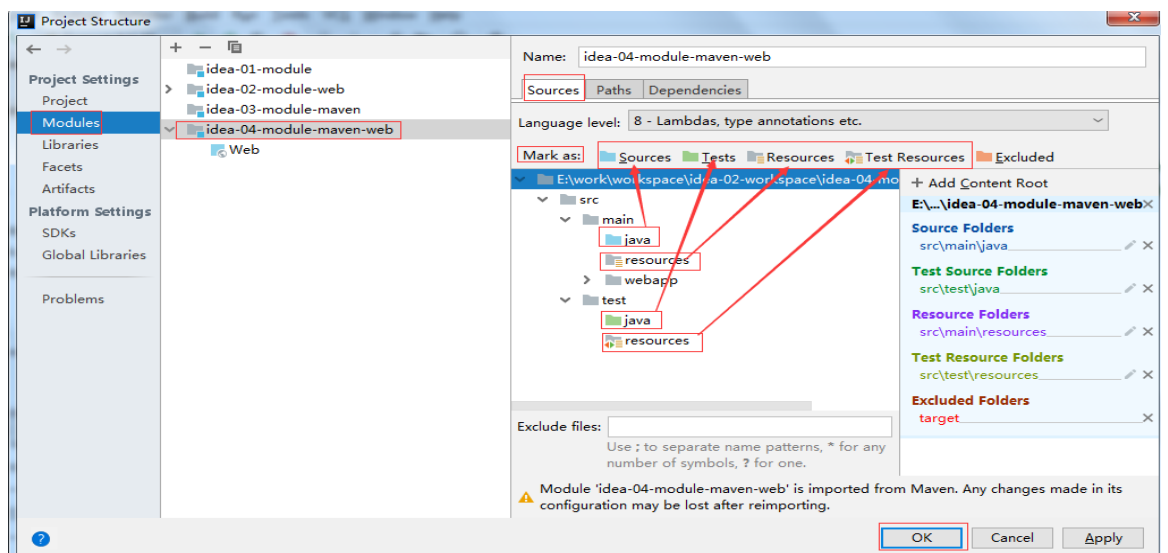 Project Structure
Project Settings
Project
Modules
Libraries
Facets
Artifacts
Platform Settings
SDKs
Global Libraries
Problems
idea-01-module
idea-02-module-web
idea-03-module-maven
idea-04-module-maven-web
Web
Name: idea-04-module-maven-web
Sources Paths Dependencies
Language level: 8 - Lambdas, type annotations etc.
Mark as: Sources Tests Resources Test Resources Excluded
E:\work\workspace\idea-02-workspace\idea-04-mo
src
main
java
resources
webapp
test
java
resources
+ Add Content Root
E:\...\idea-04-module-maven-web
Source Folders
src\main\java
Test Source Folders
src\test\java
Resource Folders
src\main\resources
Test Resource Folders
src\test\resources
Excluded Folders
target
Exclude files:
Use ; to separate name patterns, * for any
number of symbols, ? for one.
Module 'idea-04-module-maven-web' is imported from Maven. Any changes made in its
configuration may be lost after reimporting.
OK Cancel Apply